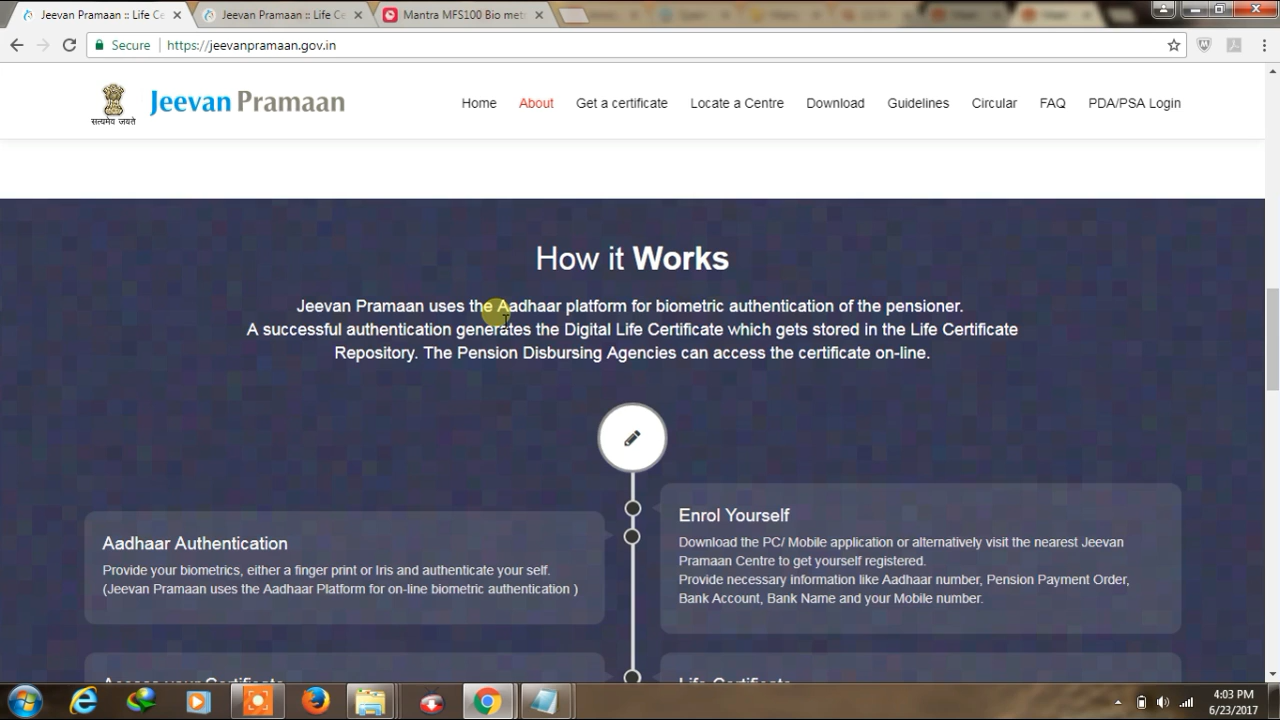 Jeevan Pramaan :: Life Ce
Jeevan Pramaan :: Life Ce
Mantra MFS100 Bio met
Secure
https://jeevanpramaan.gov.in
सत्यमेव जयते
Jeevan Pramaan
Home
About
Get a certificate
Locate a Centre
Download
Guidelines
Circular
FAQ
PDA/PSA Login
How it Works
Jeevan Pramaan uses the Aadhaar platform for biometric authentication of the pensioner.
A successful authentication generates the Digital Life Certificate which gets stored in the Life Certificate
Repository. The Pension Disbursing Agencies can access the certificate on-line.
Enrol Yourself
Download the PC/ Mobile application or alternatively visit the nearest Jeevan
Pramaan Centre to get yourself registered.
Provide necessary information like Aadhaar number, Pension Payment Order,
Bank Account, Bank Name and your Mobile number.
Aadhaar Authentication
Provide your biometrics, either a finger print or Iris and authenticate your self.
(Jeevan Pramaan uses the Aadhaar Platform for on-line biometric authentication )
Access your Certificate
Life Certificate
4:03 PM
6/23/2017